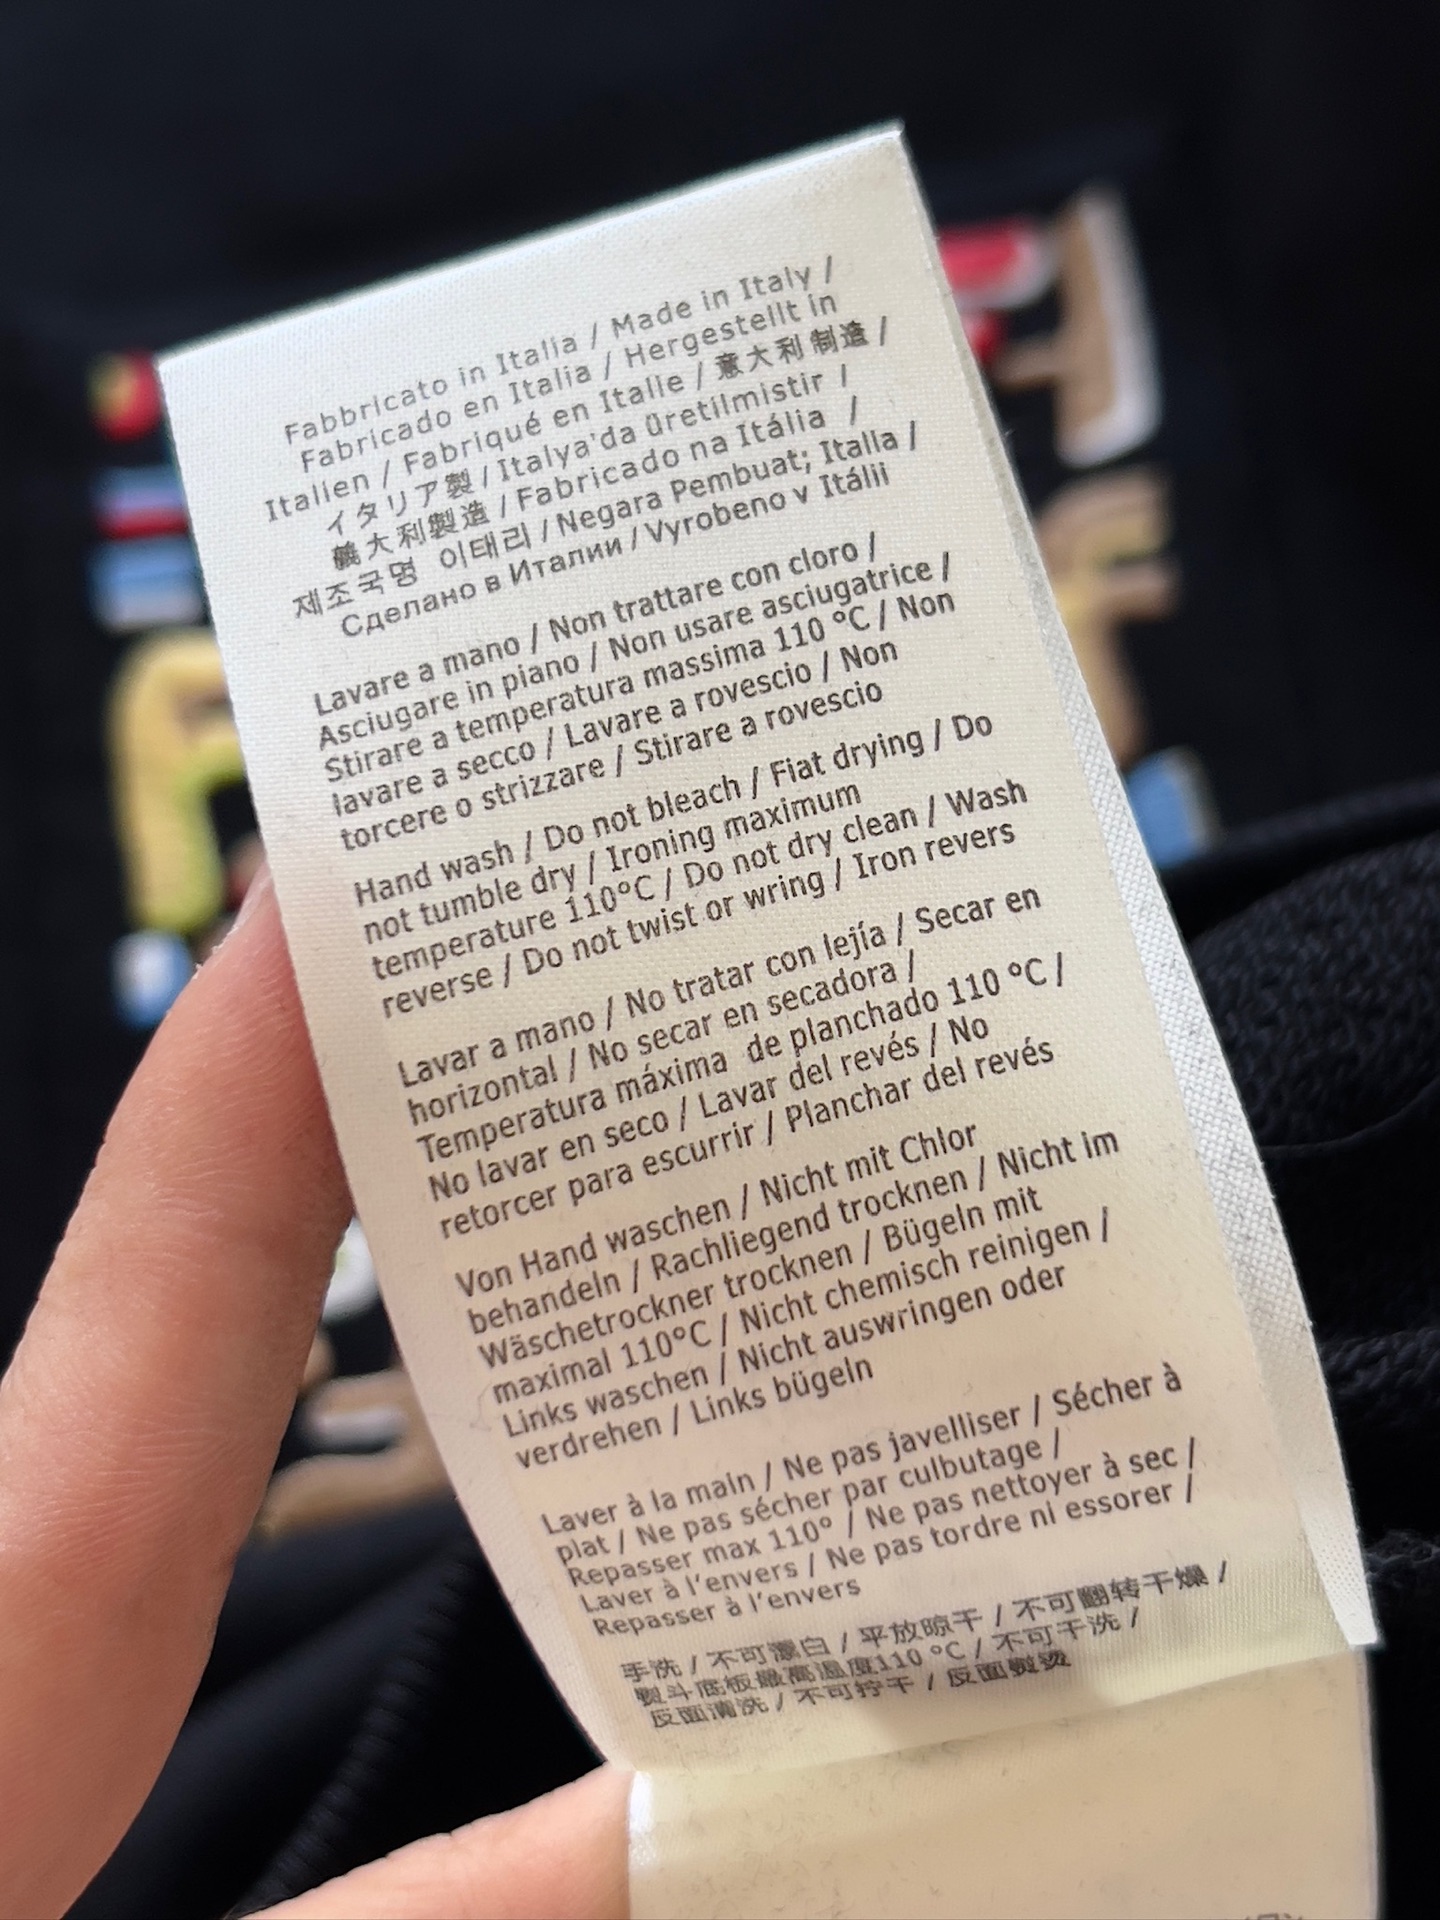 Fabbricato in Italia / Made in Italy /
Fabricado en Italia / Hergestellt in
Italien / Fabriqué en Italie / 意大利制造 /
イタリア製 / Italya'da üretilmistir /
義大利製造 / Fabricado na Itália /
제조국명 이태리 / Negara Pembuat; Italla /
Сделано в Италии / Vyrobeno v Itálii
Lavare a mano / Non trattare con cloro /
Asciugare in piano / Non usare asciugatrice /
Stirare a temperatura massima 110 °C / Non
lavare a secco / Lavare a rovescio / Non
torcere o strizzare / Stirare a rovescio
Hand wash / Do not bleach / Fiat drying / Do
not tumble dry / Ironing maximum
temperature 110°C / Do not dry clean / Wash
reverse / Do not twist or wring / Iron revers
Lavar a mano / No tratar con lejía / Secar en
horizontal / No secar en secadora /
Temperatura máxima de planchado 110 °C /
No lavar en seco / Lavar del revés / No
retorcer para escurrir / Planchar del revés
Von Hand waschen / Nicht mit Chlor
behandeln / Rachliegend trocknen / Nicht im
Wäschetrockner trocknen / Bügeln mit
maximal 110°C / Nicht chemisch reinigen /
Links waschen / Nicht auswringen oder
verdrehen / Links bügeln
Laver à la main / Ne pas javelliser / Sécher à
plat / Ne pas sécher par culbutage /
Repasser max 110° / Ne pas nettoyer à sec /
Laver à l'envers / Ne pas tordre ni essorer /
Repasser à l'envers
手洗 / 不可漂白 / 平放晾干 / 不可翻转干燥 /
熨斗底板最高温度110 °C / 不可干洗 /
反面清洗 / 不可拧干 / 反面熨烫